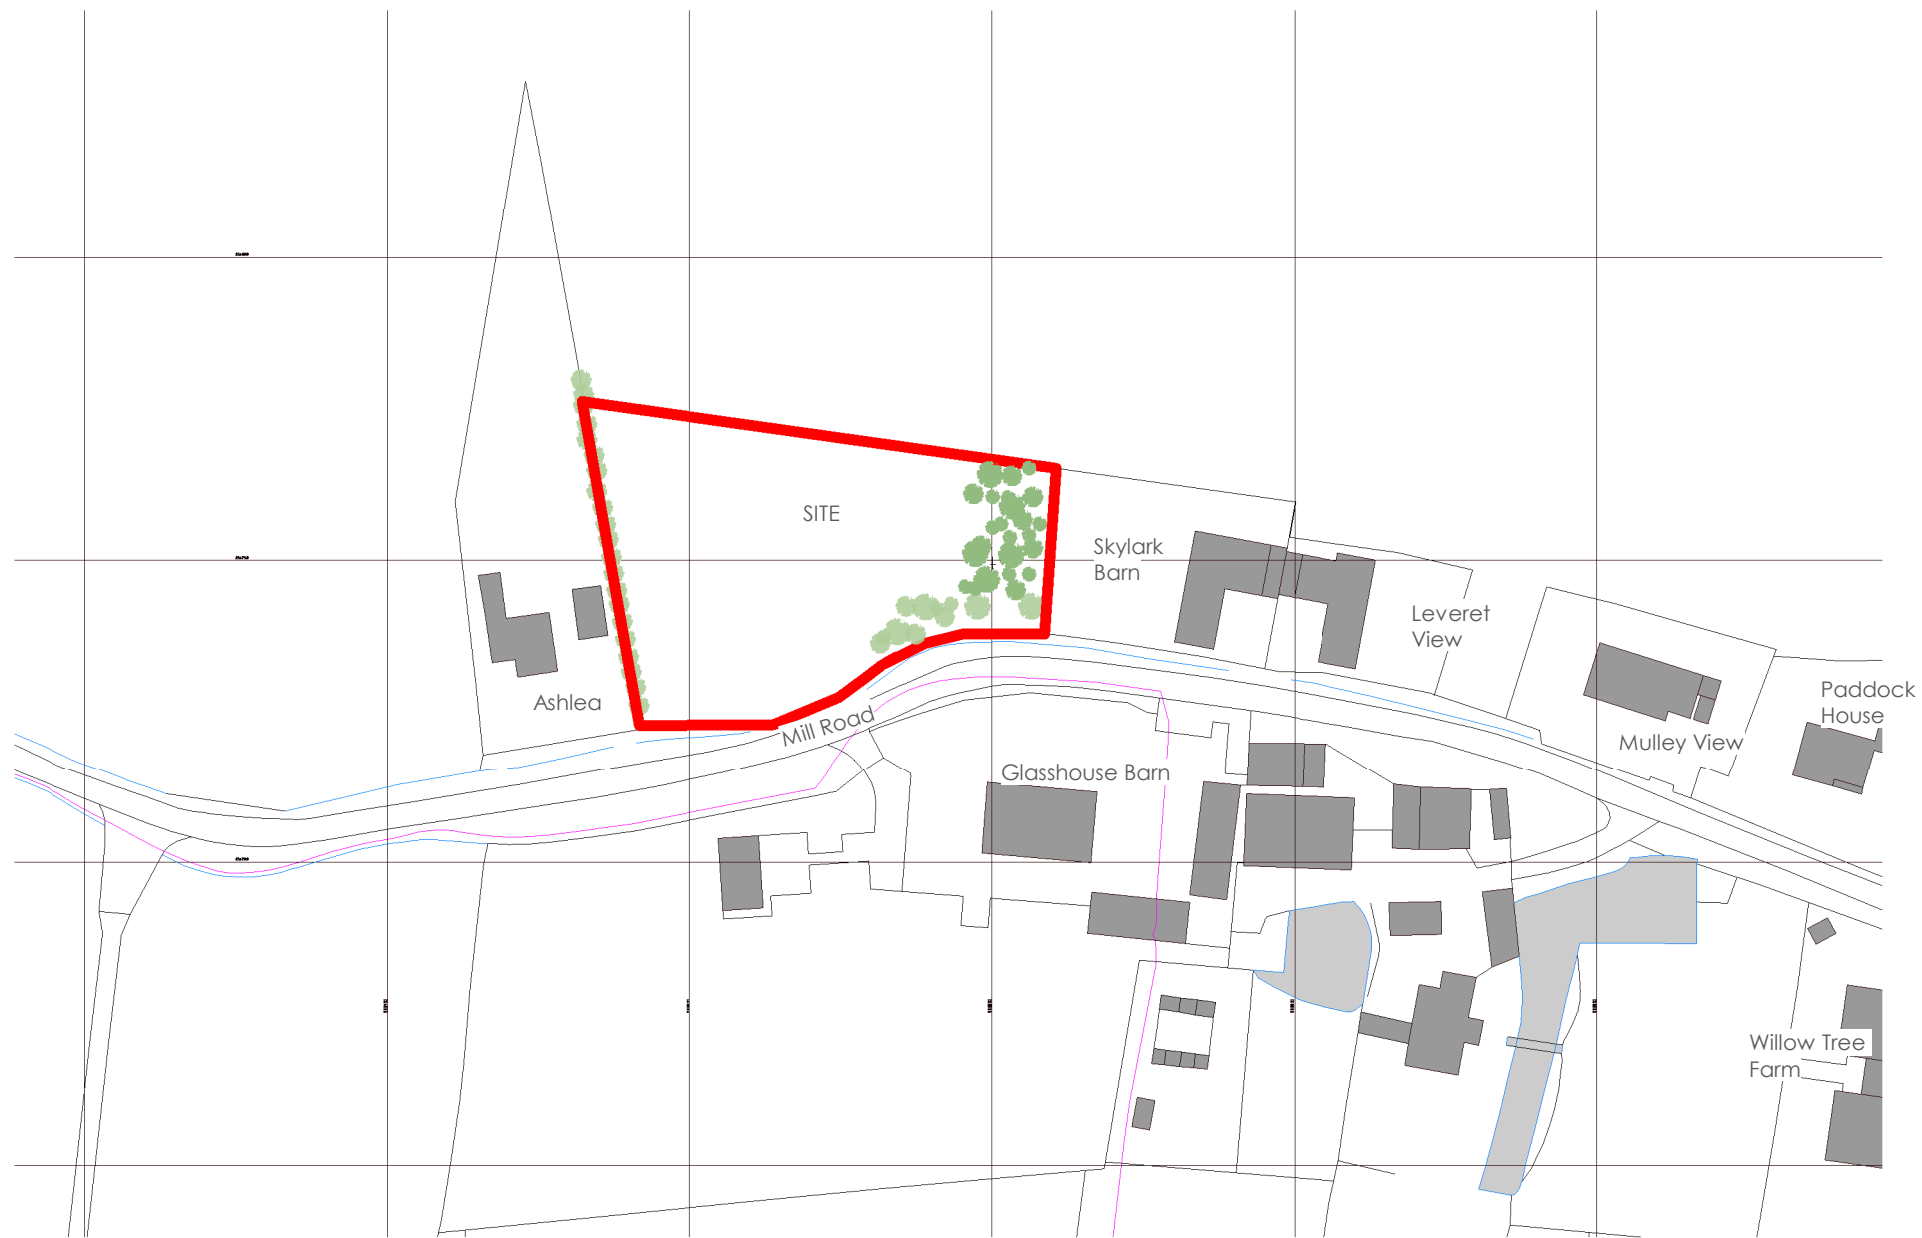 SITE
Skylark
Barn
Leveret
View
Ashlea
Mill Road
Paddock
House
Mulley View
Glasshouse Barn
Willow Tree
Farm